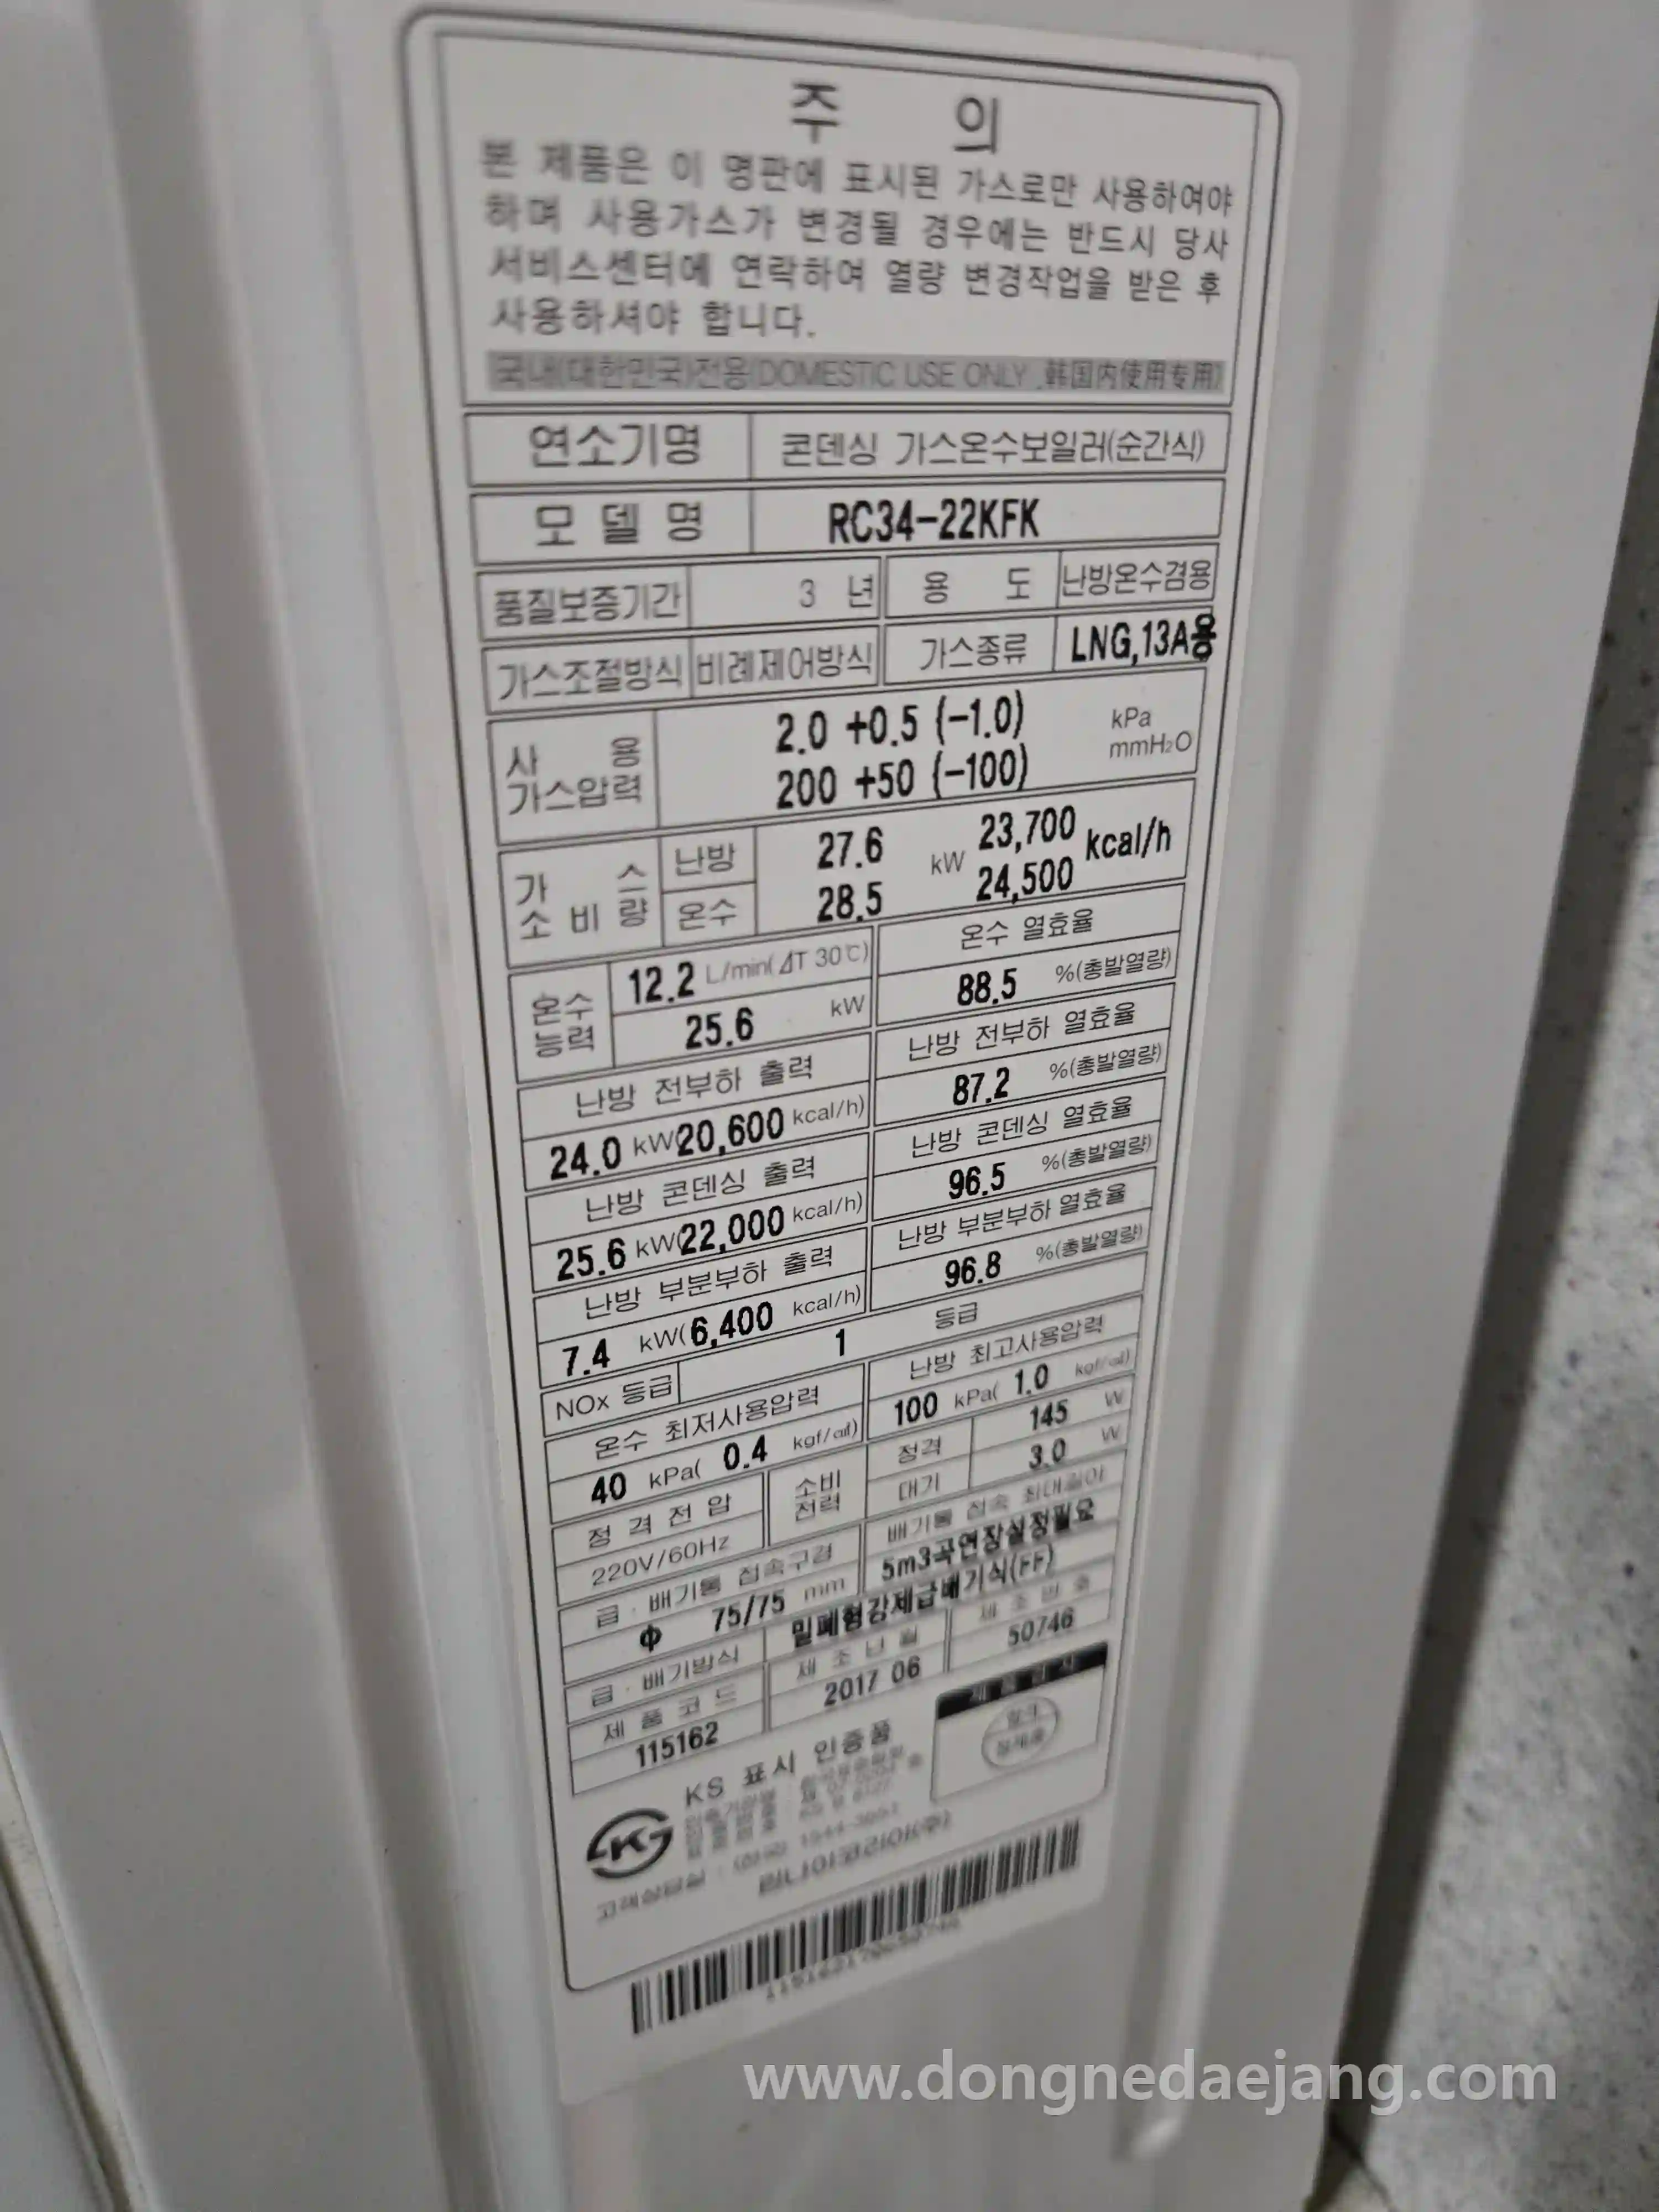 주 의
본 제품은 이 명판에 표시된 가스로만 사용하여야
하며 사용가스가 변경될 경우에는 반드시 당사
서비스센터에 연락하여 열량 변경작업을 받은 후
사용하셔야 합니다.
국내(대한민국)전용(DOMESTIC USE ONLY ,韩国内使用专用)
연소기명 콘덴싱 가스온수보일러(순간식)
모델명 RC34-22KFK
품질보증기간 3 년 용 도 난방온수겸용
가스조절방식 비례제어방식 가스종류 LNG,13A용
사 용 가스압력 2.0 +0.5 (-1.0) kPa
200 +50 (-100) mmH₂O
가 스 소 비 량 난방 27.6 kW 23,700 kcal/h
온수 28.5 24,500
온수 능력 12.2 L/min(ΔT 30℃) 온수 열효율
25.6 kW 88.5 %(총발열량)
난방 전부하 출력 난방 전부하 열효율
24.0 kW(20,600 kcal/h) 87.2 %(총발열량)
난방 콘덴싱 출력 난방 콘덴싱 열효율
25.6 kW(22,000 kcal/h) 96.5 %(총발열량)
난방 부분부하 출력 난방 부분부하 열효율
7.4 kW(6,400 kcal/h) 96.8 %(총발열량)
NOx 등급 1 등급
온수 최저사용압력 난방 최고사용압력
40 kPa( 0.4 kgf/㎠) 100 kPa( 1.0 kgf/㎠)
정 격 전 압 소비 전력 정격 145 W
220V/60Hz 대기 3.0 W
급·배기통 접속구경 배기통 접속 최대길이
Φ 75/75 mm 5m3곡연장설정필요
급·배기방식 밀폐형강제급배기식(FF)
제 품 코 드 제 조 년 월 제 조 번 호
115162 2017 06 50746
KS 표시 인증품
고객상담실 : (전국) 1544-3651
린나이코리아(주)
www.dongnedaejang.com